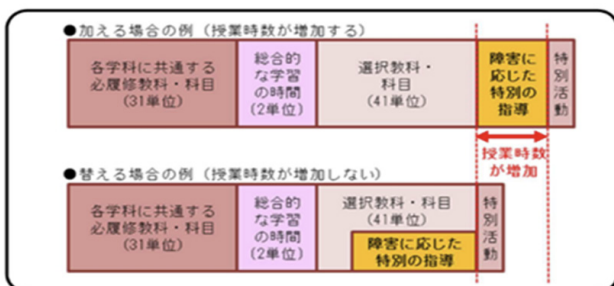 ●加える場合の例（授業時数が増加する）
各学科に共通する
必履修教科・科目
(31単位)
総合的
な学習
の時間
(2単位)
選択教科・
科目
(41単位)
障害に
応じた
特別の
指導
特別活動
授業時数
が増加
●替える場合の例（授業時数が増加しない）
各学科に共通する
必履修教科・科目
(31単位)
総合的
な学習
の時間
(2単位)
選択教科・科目
(41単位)
障害に応じた
特別の指導
特別活動